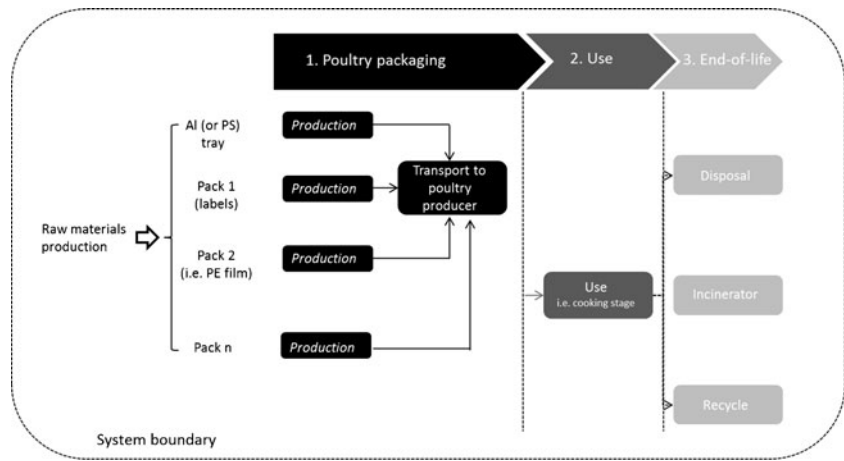 1. Poultry packaging
2. Use
3. End-of-life
Al (or PS)
tray
Production
Pack 1
(labels)
Production
Transport to
poultry
producer
Disposal
Raw materials
production
Pack 2
(i.e. PE film)
Production
Use
i.e. cooking stage
Incinerator
Pack n
Production
Recycle
System boundary